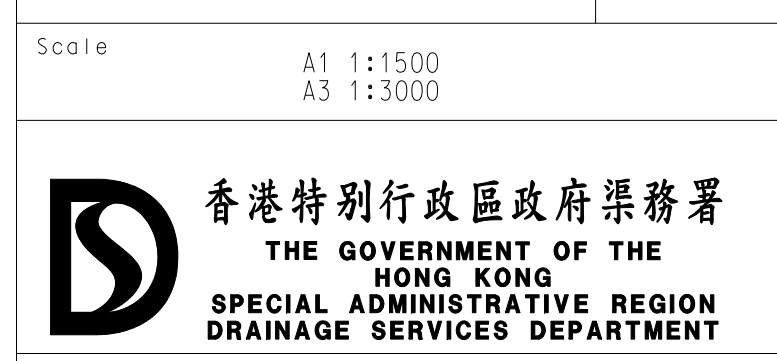 Scale
A1 1:1500
A3 1:3000
香港特別行政區政府渠務署
THE GOVERNMENT OF THE
HONG KONG
SPECIAL ADMINISTRATIVE REGION
DRAINAGE SERVICES DEPARTMENT